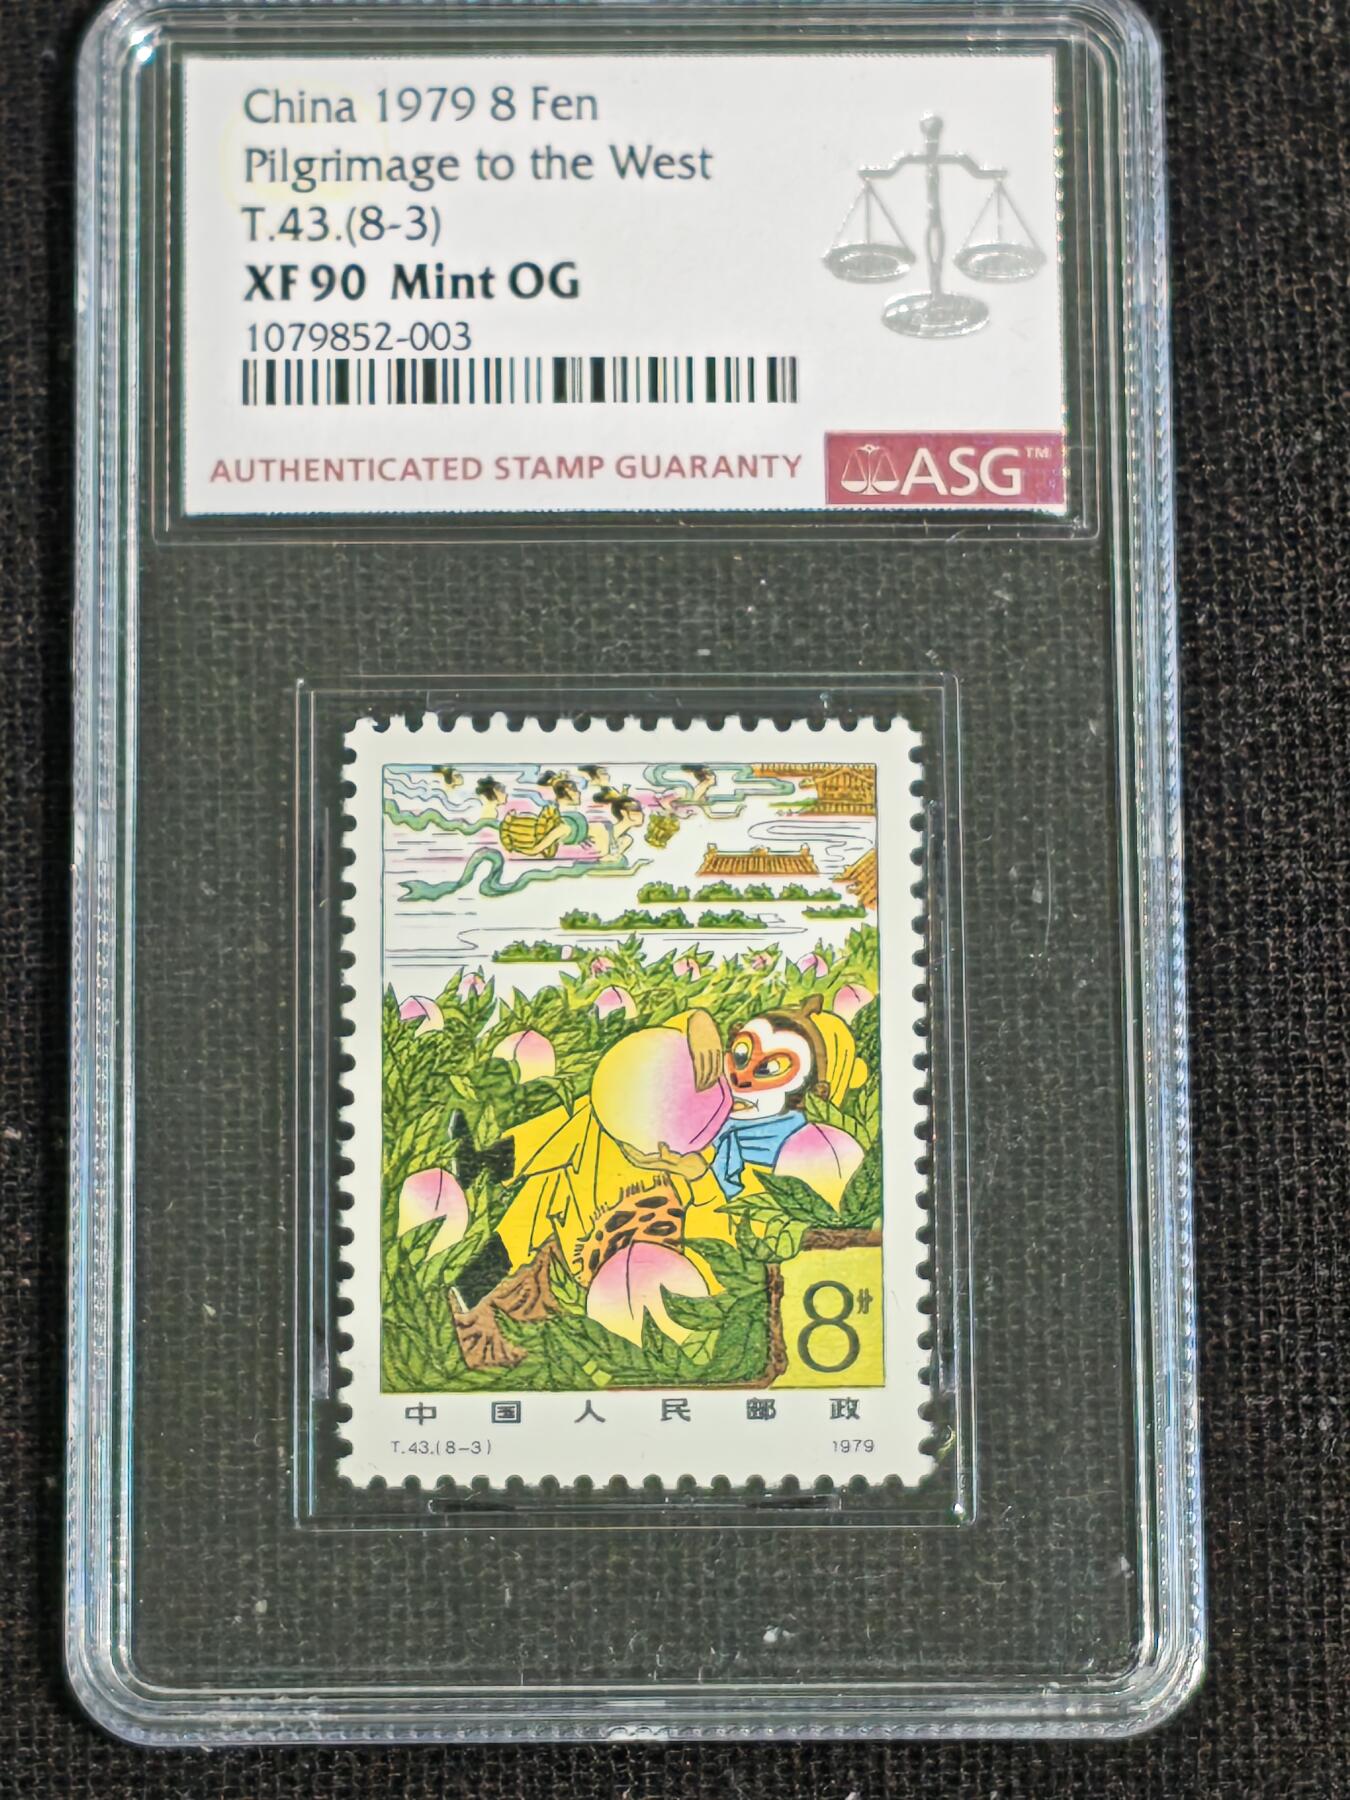 China 1979 8 Fen
Pilgrimage to the West
T.43.(8-3)
XF 90 Mint OG
1079852-003
AUTHENTICATED STAMP GUARANTY
ASG™
8分
中国人民邮政
T.43.(8-3) 1979